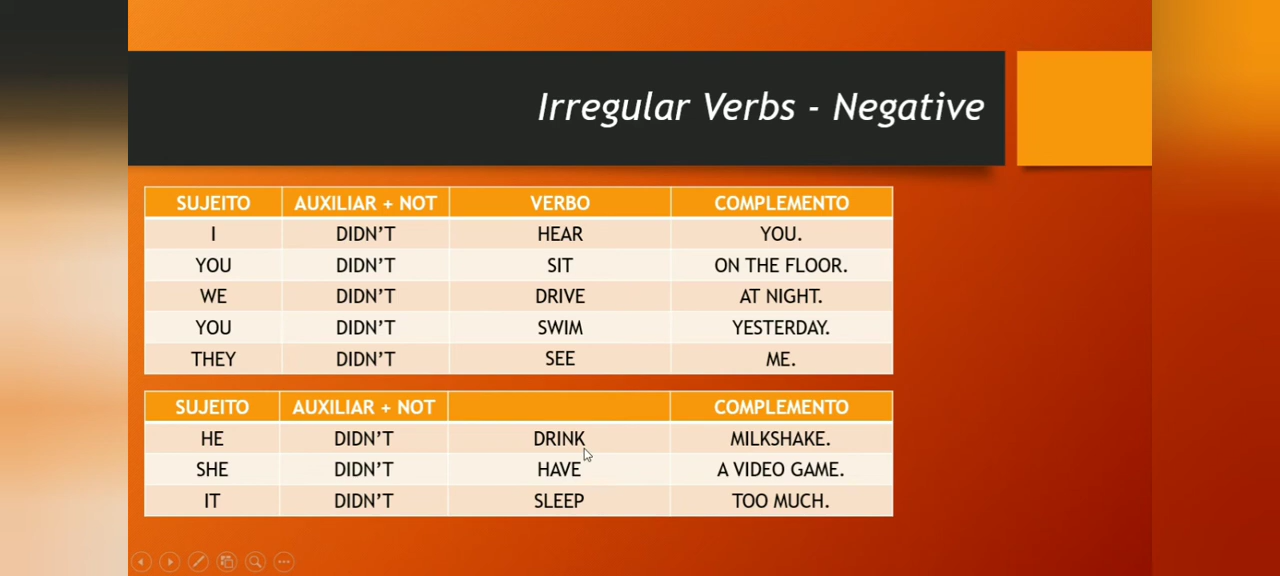 Irregular Verbs - Negative
SUJEITO AUXILIAR + NOT VERBO COMPLEMENTO
I DIDN’T HEAR YOU.
YOU DIDN’T SIT ON THE FLOOR.
WE DIDN’T DRIVE AT NIGHT.
YOU DIDN’T SWIM YESTERDAY.
THEY DIDN’T SEE ME.
SUJEITO AUXILIAR + NOT COMPLEMENTO
HE DIDN’T DRINK MILKSHAKE.
SHE DIDN’T HAVE A VIDEO GAME.
IT DIDN’T SLEEP TOO MUCH.